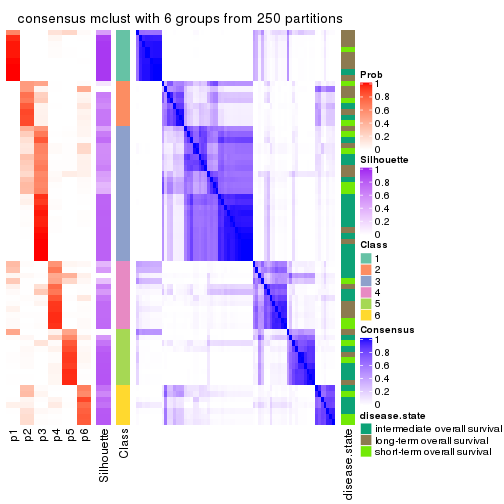 consensus mclust with 6 groups from 250 partitions
Prob
1
0.8
0.6
0.4
0.2
0
Silhouette
1
0.8
0.6
0.4
0.2
0
Class
1
2
3
4
5
6
Consensus
1
0.8
0.6
0.4
0.2
0
disease.state
intermediate overall survival
long-term overall survival
short-term overall survival
p1
p2
p3
p4
p5
p6
Silhouette
Class
disease.state